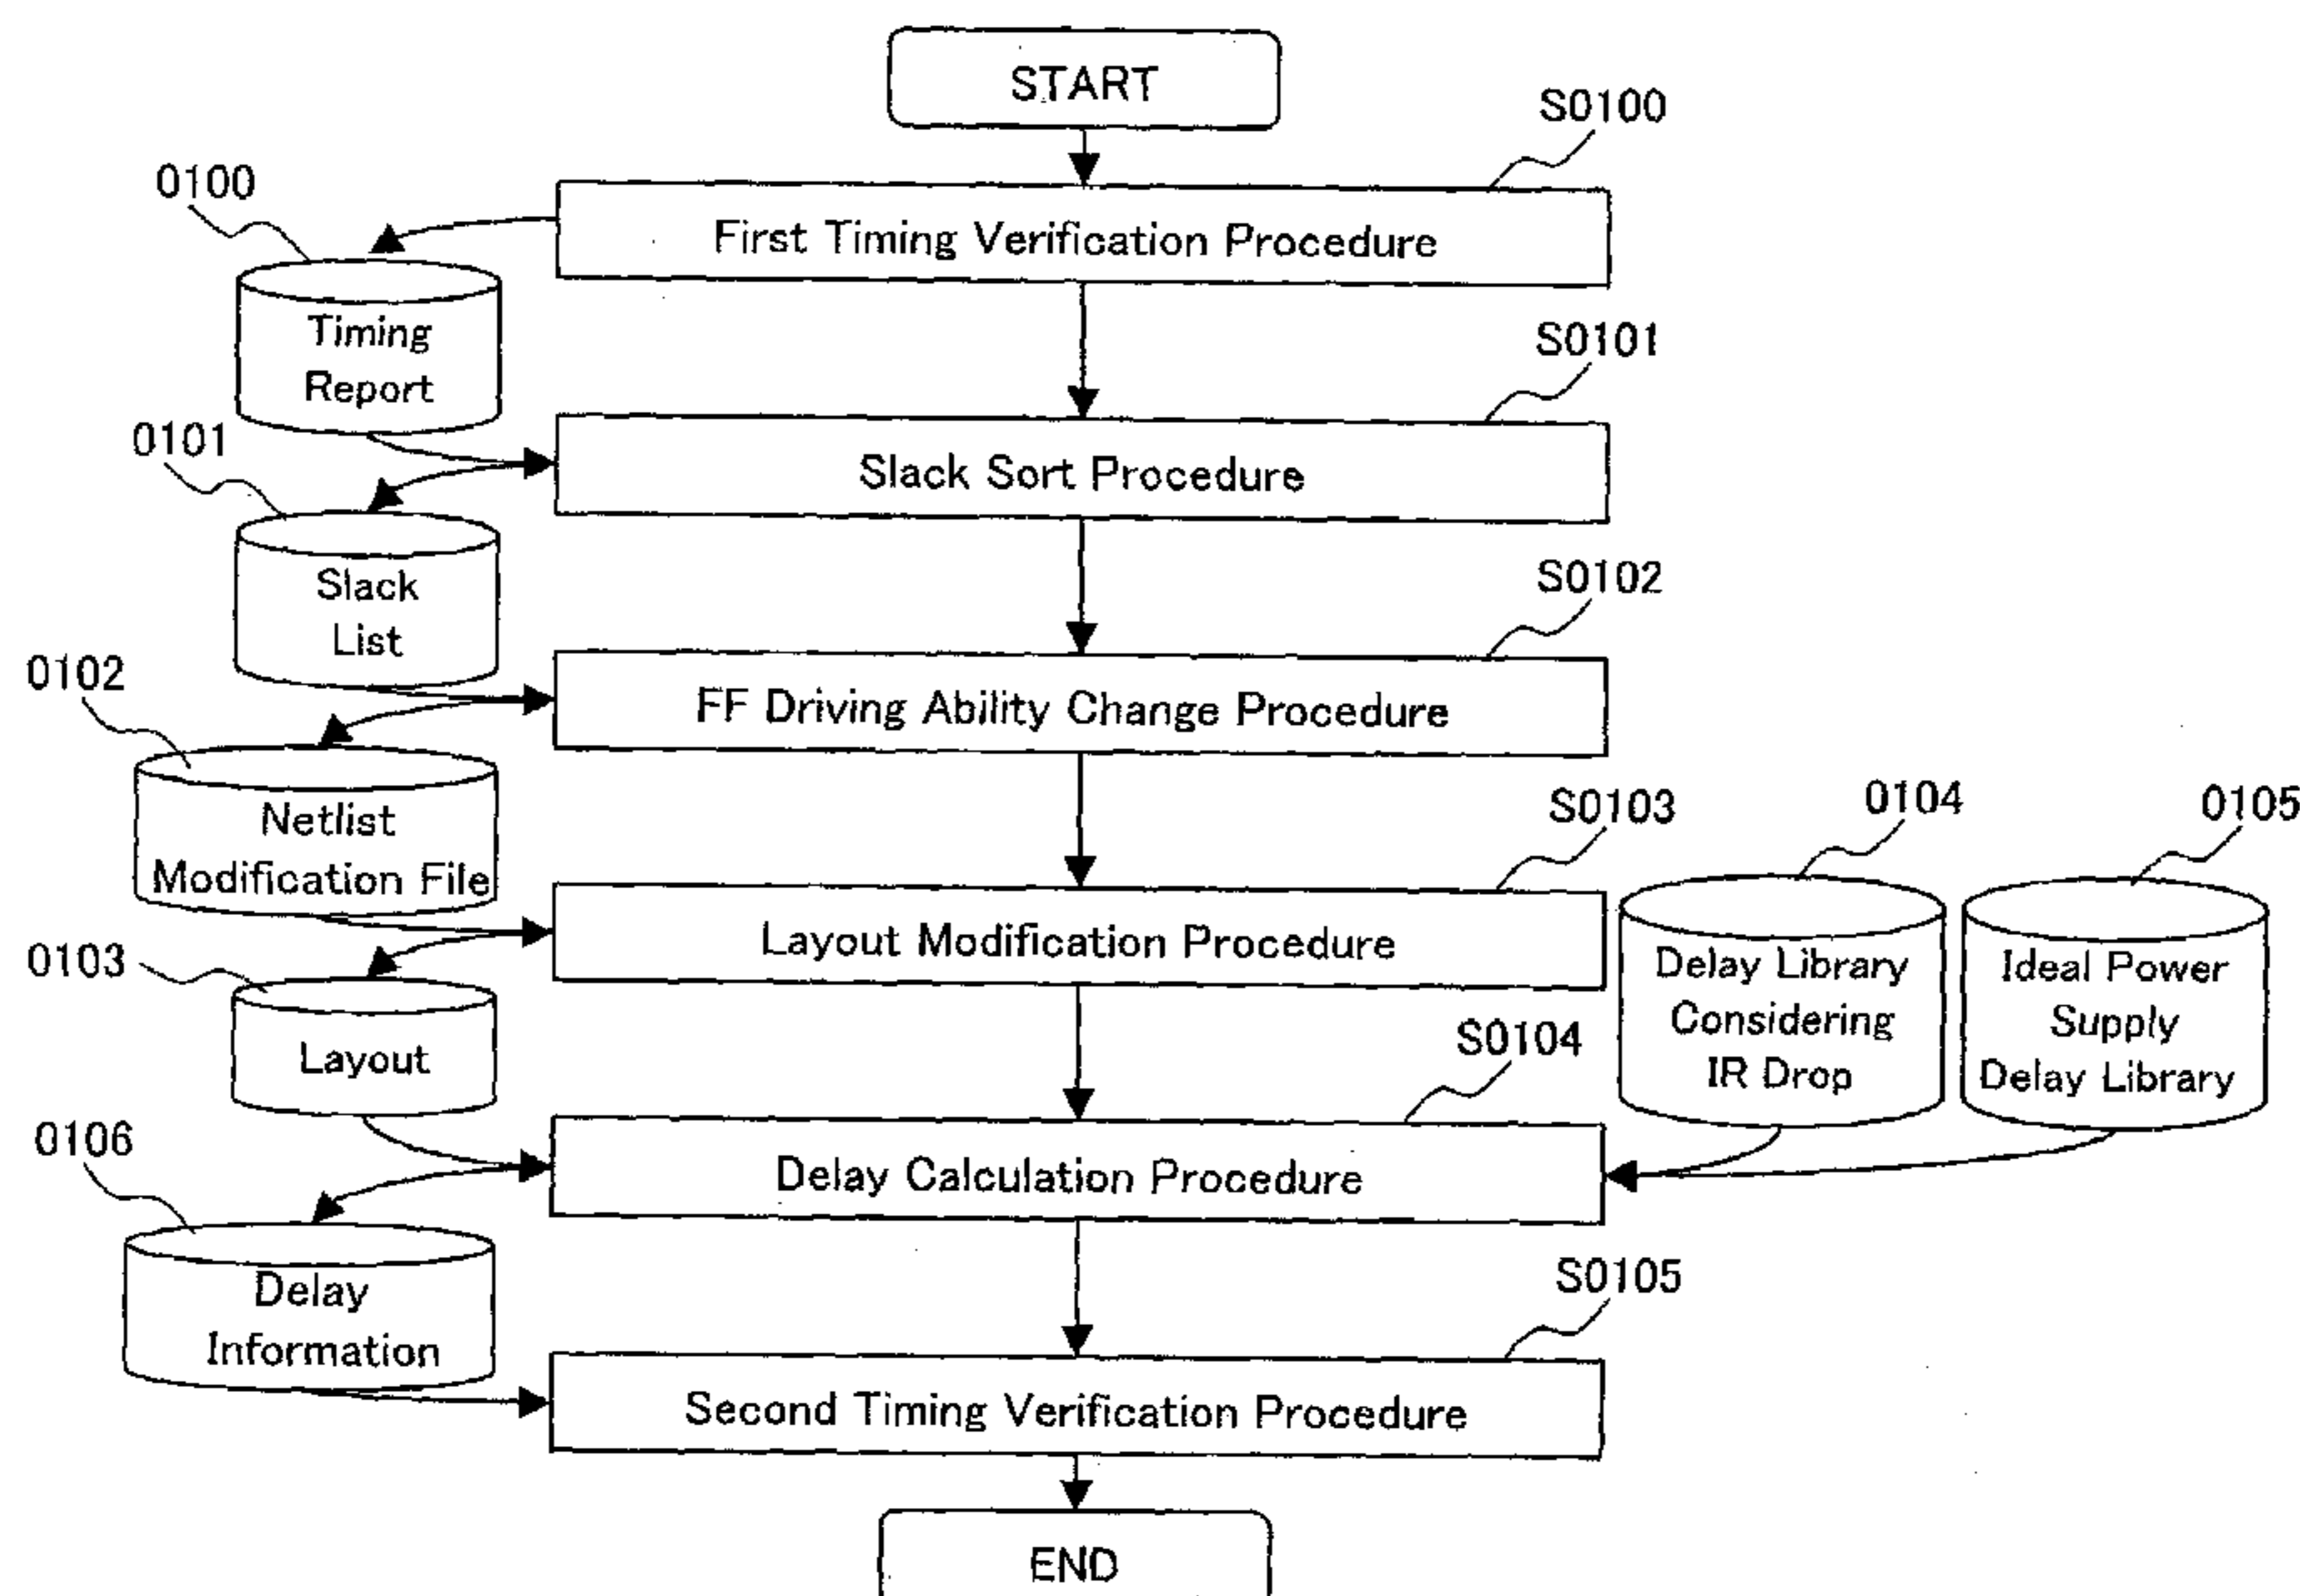 START
S0100
0100
First Timing Verification Procedure
Timing
Report
S0101
0101
Slack Sort Procedure
Slack
List
S0102
0102
FF Driving Ability Change Procedure
Netlist
Modification File
S0103
0104
0105
0103
Layout Modification Procedure
Delay Library
Considering
IR Drop
Ideal Power
Supply
Delay Library
Layout
S0104
0106
Delay Calculation Procedure
Delay
Information
S0105
Second Timing Verification Procedure
END